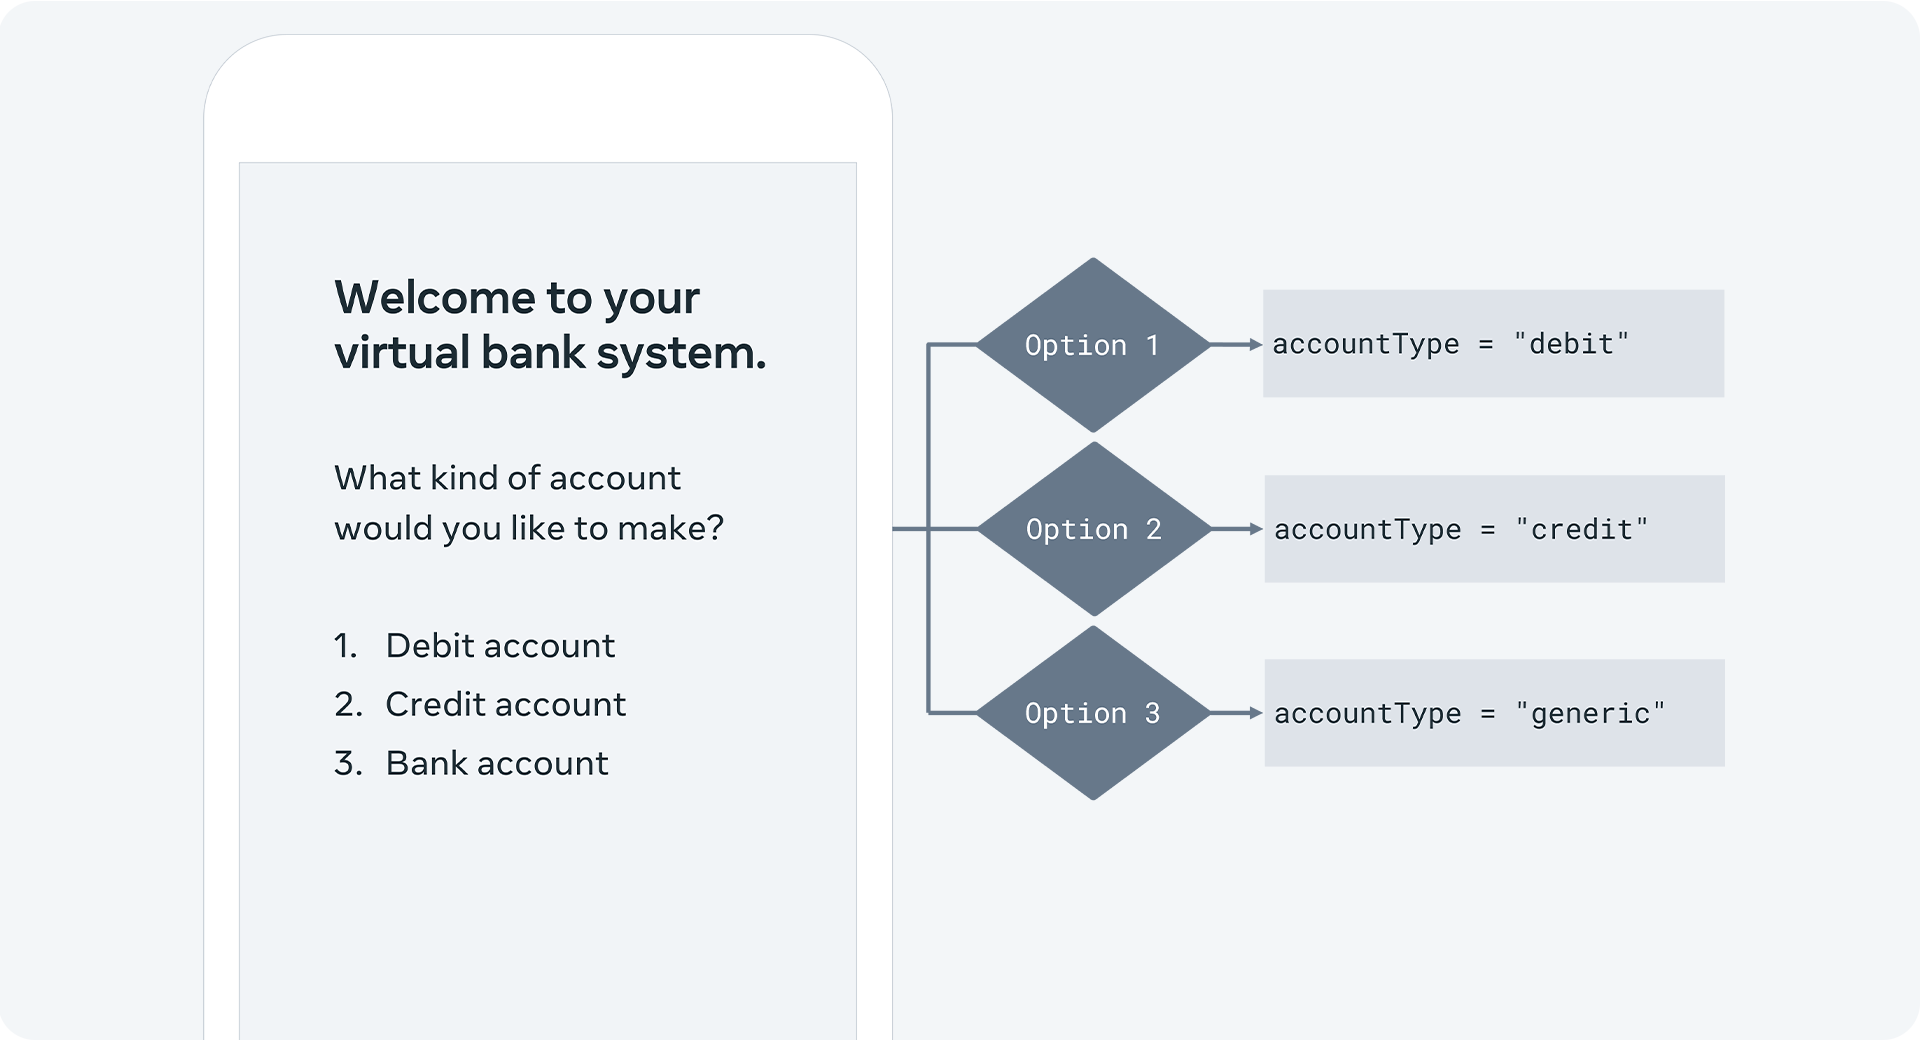 Welcome to your
virtual bank system.
What kind of account
would you like to make?
1. Debit account
2. Credit account
3. Bank account
Option 1
accountType = "debit"
Option 2
accountType = "credit"
Option 3
accountType = "generic"